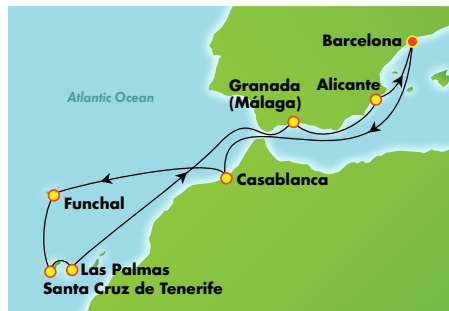 Barcelona
Atlantic Ocean
Granada
(Málaga)
Alicante
Casablanca
Funchal
Las Palmas
Santa Cruz de Tenerife